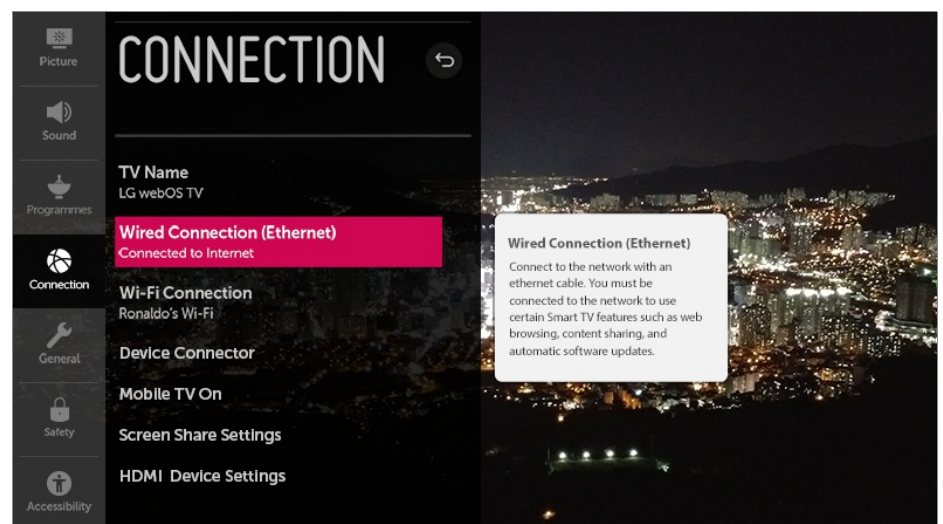 Picture
Sound
Programmes
Connection
General
Safety
Accessibility
CONNECTION
TV Name
LG webOS TV
Wired Connection (Ethernet)
Connected to Internet
Wi-Fi Connection
Ronaldo's Wi-Fi
Device Connector
Mobile TV On
Screen Share Settings
HDMI Device Settings
Wired Connection (Ethernet)
Connect to the network with an
ethernet cable. You must be
connected to the network to use
certain Smart TV features such as web
browsing, content sharing, and
automatic software updates.